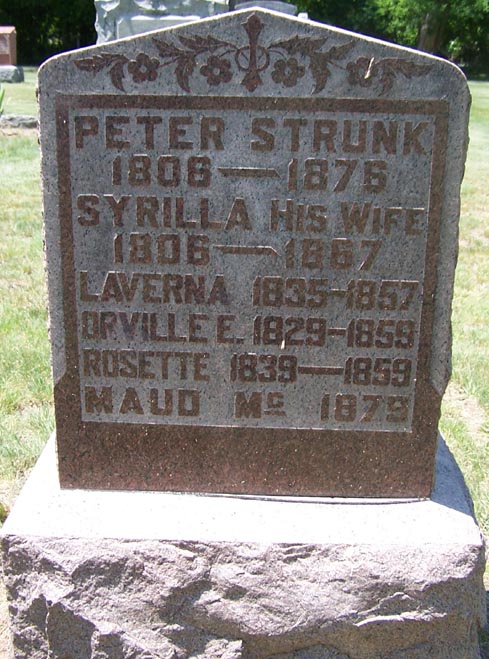 PETER STRUNK
1806 — 1876
SYRILLA HIS WIFE
1806 — 1867
LAVERNA 1835-1857
ORVILLE E. 1829-1859
ROSETTE 1839—1859
MAUD Mc 1879